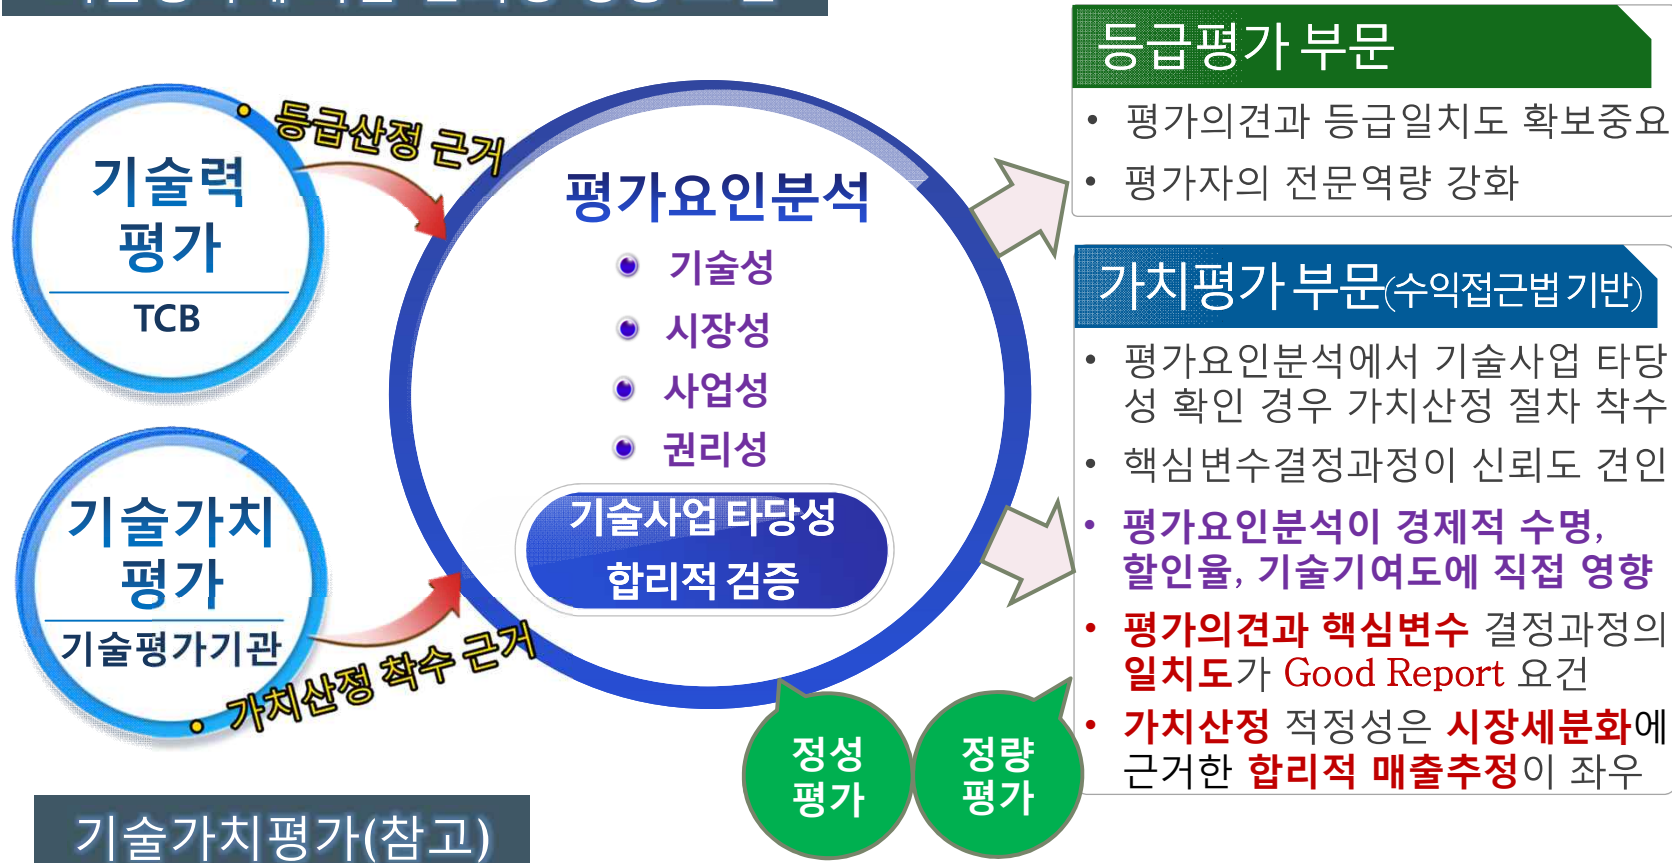 등급산정 근거
기술력
평가
TCB
기술가치
평가
기술평가기관
가치산정 착수 근거
평가요인분석
기술성
시장성
사업성
권리성
기술사업 타당성
합리적 검증
정성
평가
정량
평가
등급평가 부문
• 평가의견과 등급일치도 확보중요
• 평가자의 전문역량 강화
가치평가 부문(수익접근법 기반)
• 평가요인분석에서 기술사업 타당
성 확인 경우 가치산정 절차 착수
• 핵심변수결정과정이 신뢰도 견인
• 평가요인분석이 경제적 수명,
할인율, 기술기여도에 직접 영향
• 평가의견과 핵심변수 결정과정의
일치도가 Good Report 요건
• 가치산정 적정성은 시장세분화에
근거한 합리적 매출추정이 좌우
기술가치평가(참고)